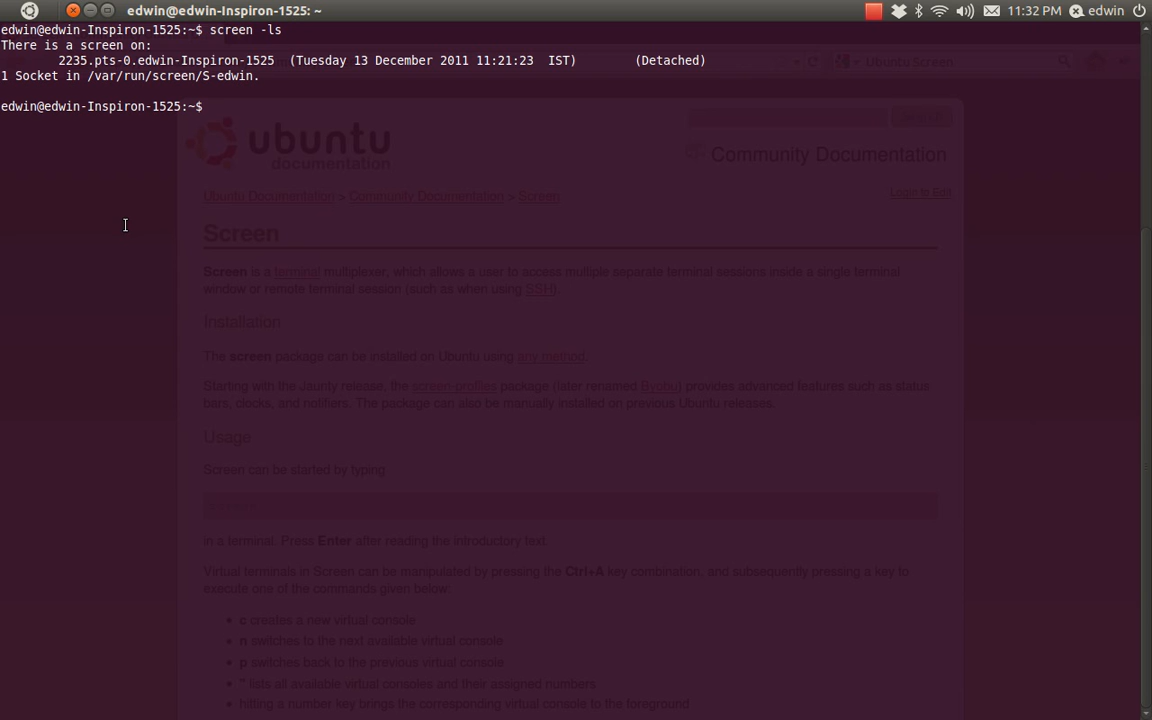 edwin@edwin-Inspiron-1525: ~
11:32 PM
edwin
edwin@edwin-Inspiron-1525:~$ screen -ls
There is a screen on:
2235.pts-0.edwin-Inspiron-1525 (Tuesday 13 December 2011 11:21:23 IST) (Detached)
1 Socket in /var/run/screen/S-edwin.
Ubuntu Screen
edwin@edwin-Inspiron-1525:~$
ubuntu
documentation
Community Documentation
Ubuntu Documentation > Community Documentation > Screen
Login to Edit
Screen
Screen is a terminal multiplexer, which allows a user to access multiple separate terminal sessions inside a single terminal
window or remote terminal session (such as when using SSH).
Installation
The screen package can be installed on Ubuntu using any method.
Starting with the Jaunty release, the screen-profiles package (later renamed Byobu) provides advanced features such as status
bars, clocks, and notifiers. The package can also be manually installed on previous Ubuntu releases.
Usage
Screen can be started by typing
in a terminal. Press Enter after reading the introductory text.
Virtual terminals in Screen can be manipulated by pressing the Ctrl+A key combination, and subsequently pressing a key to
execute one of the commands given below:
• c creates a new virtual console
• n switches to the next available virtual console
• p switches back to the previous virtual console
• " lists all available virtual consoles and their assigned numbers
• hitting a number key brings the corresponding virtual console to the foreground